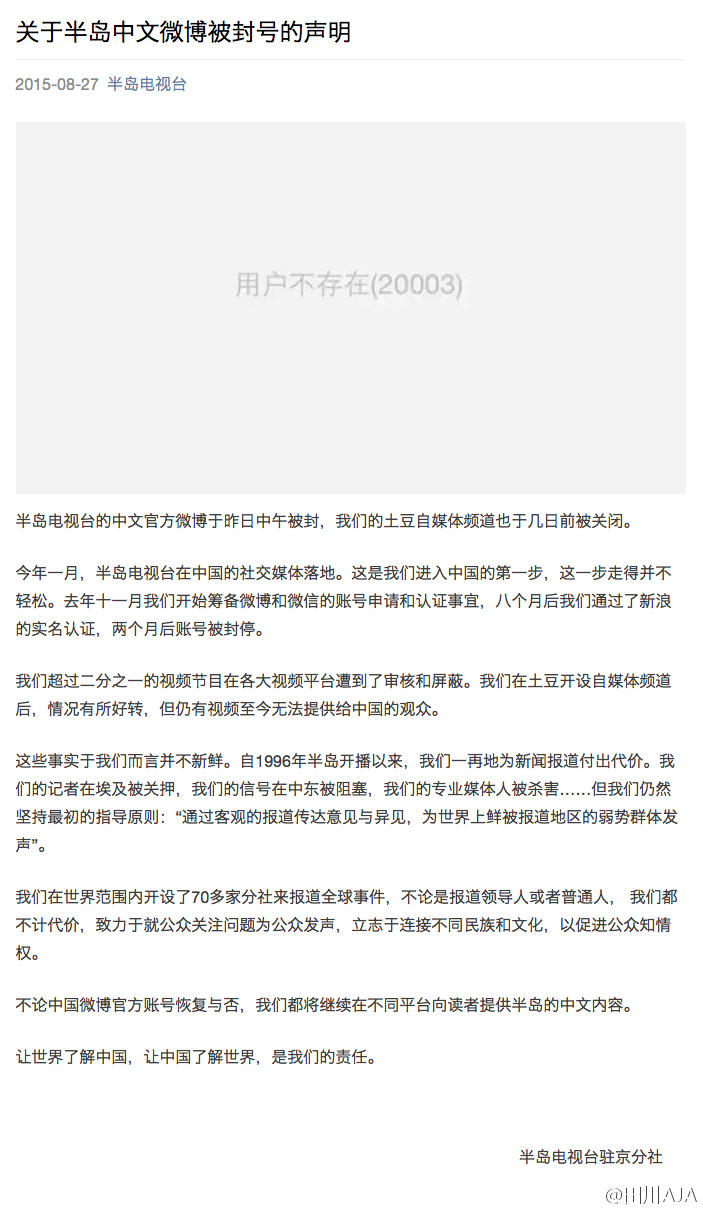 关于半岛中文微博被封号的声明
2015-08-27 半岛电视台
用户不存在(20003)
半岛电视台的中文官方微博于昨日中午被封，我们的土豆自媒体频道也于几日前被关闭。
今年一月，半岛电视台在中国的社交媒体落地。这是我们进入中国的第一步，这一步走得并不
轻松。去年十一月我们开始筹备微博和微信的账号申请和认证事宜，八个月后我们通过了新浪
的实名认证，两个月后账号被封停。
我们超过二分之一的视频节目在各大视频平台遭到了审核和屏蔽。我们在土豆开设自媒体频道
后，情况有所好转，但仍有视频至今无法提供给中国的观众。
这些事实于我们而言并不新鲜。自1996年半岛开播以来，我们一再地为新闻报道付出代价。我
们的记者在埃及被关押，我们的信号在中东被阻塞，我们的专业媒体人被杀害……但我们仍然
坚持最初的指导原则：“通过客观的报道传达意见与异见，为世界上鲜被报道地区的弱势群体发
声”。
我们在世界范围内开设了70多家分社来报道全球事件，不论是报道领导人或者普通人， 我们都
不计代价，致力于就公众关注问题为公众发声，立志于连接不同民族和文化，以促进公众知情
权。
不论中国微博官方账号恢复与否，我们都将继续在不同平台向读者提供半岛的中文内容。
让世界了解中国，让中国了解世界，是我们的责任。
半岛电视台驻京分社